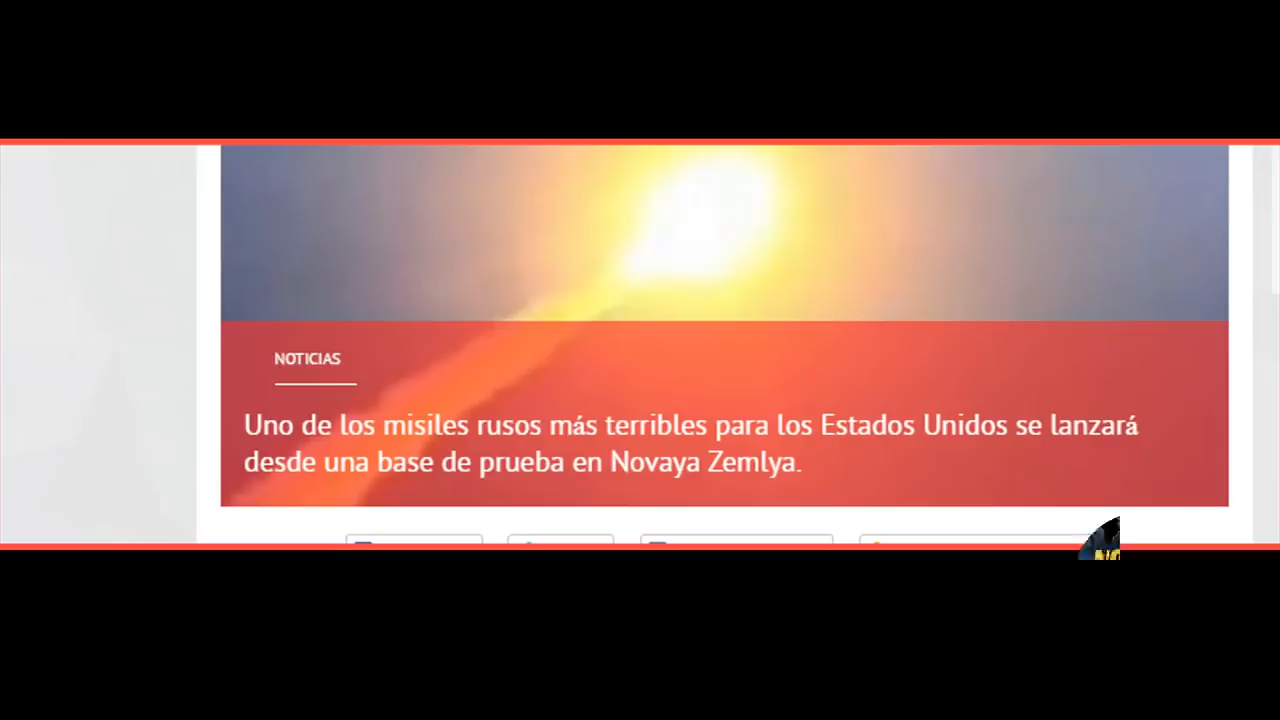 NOTICIAS
Uno de los misiles rusos más terribles para los Estados Unidos se lanzará
desde una base de prueba en Novaya Zemlya.